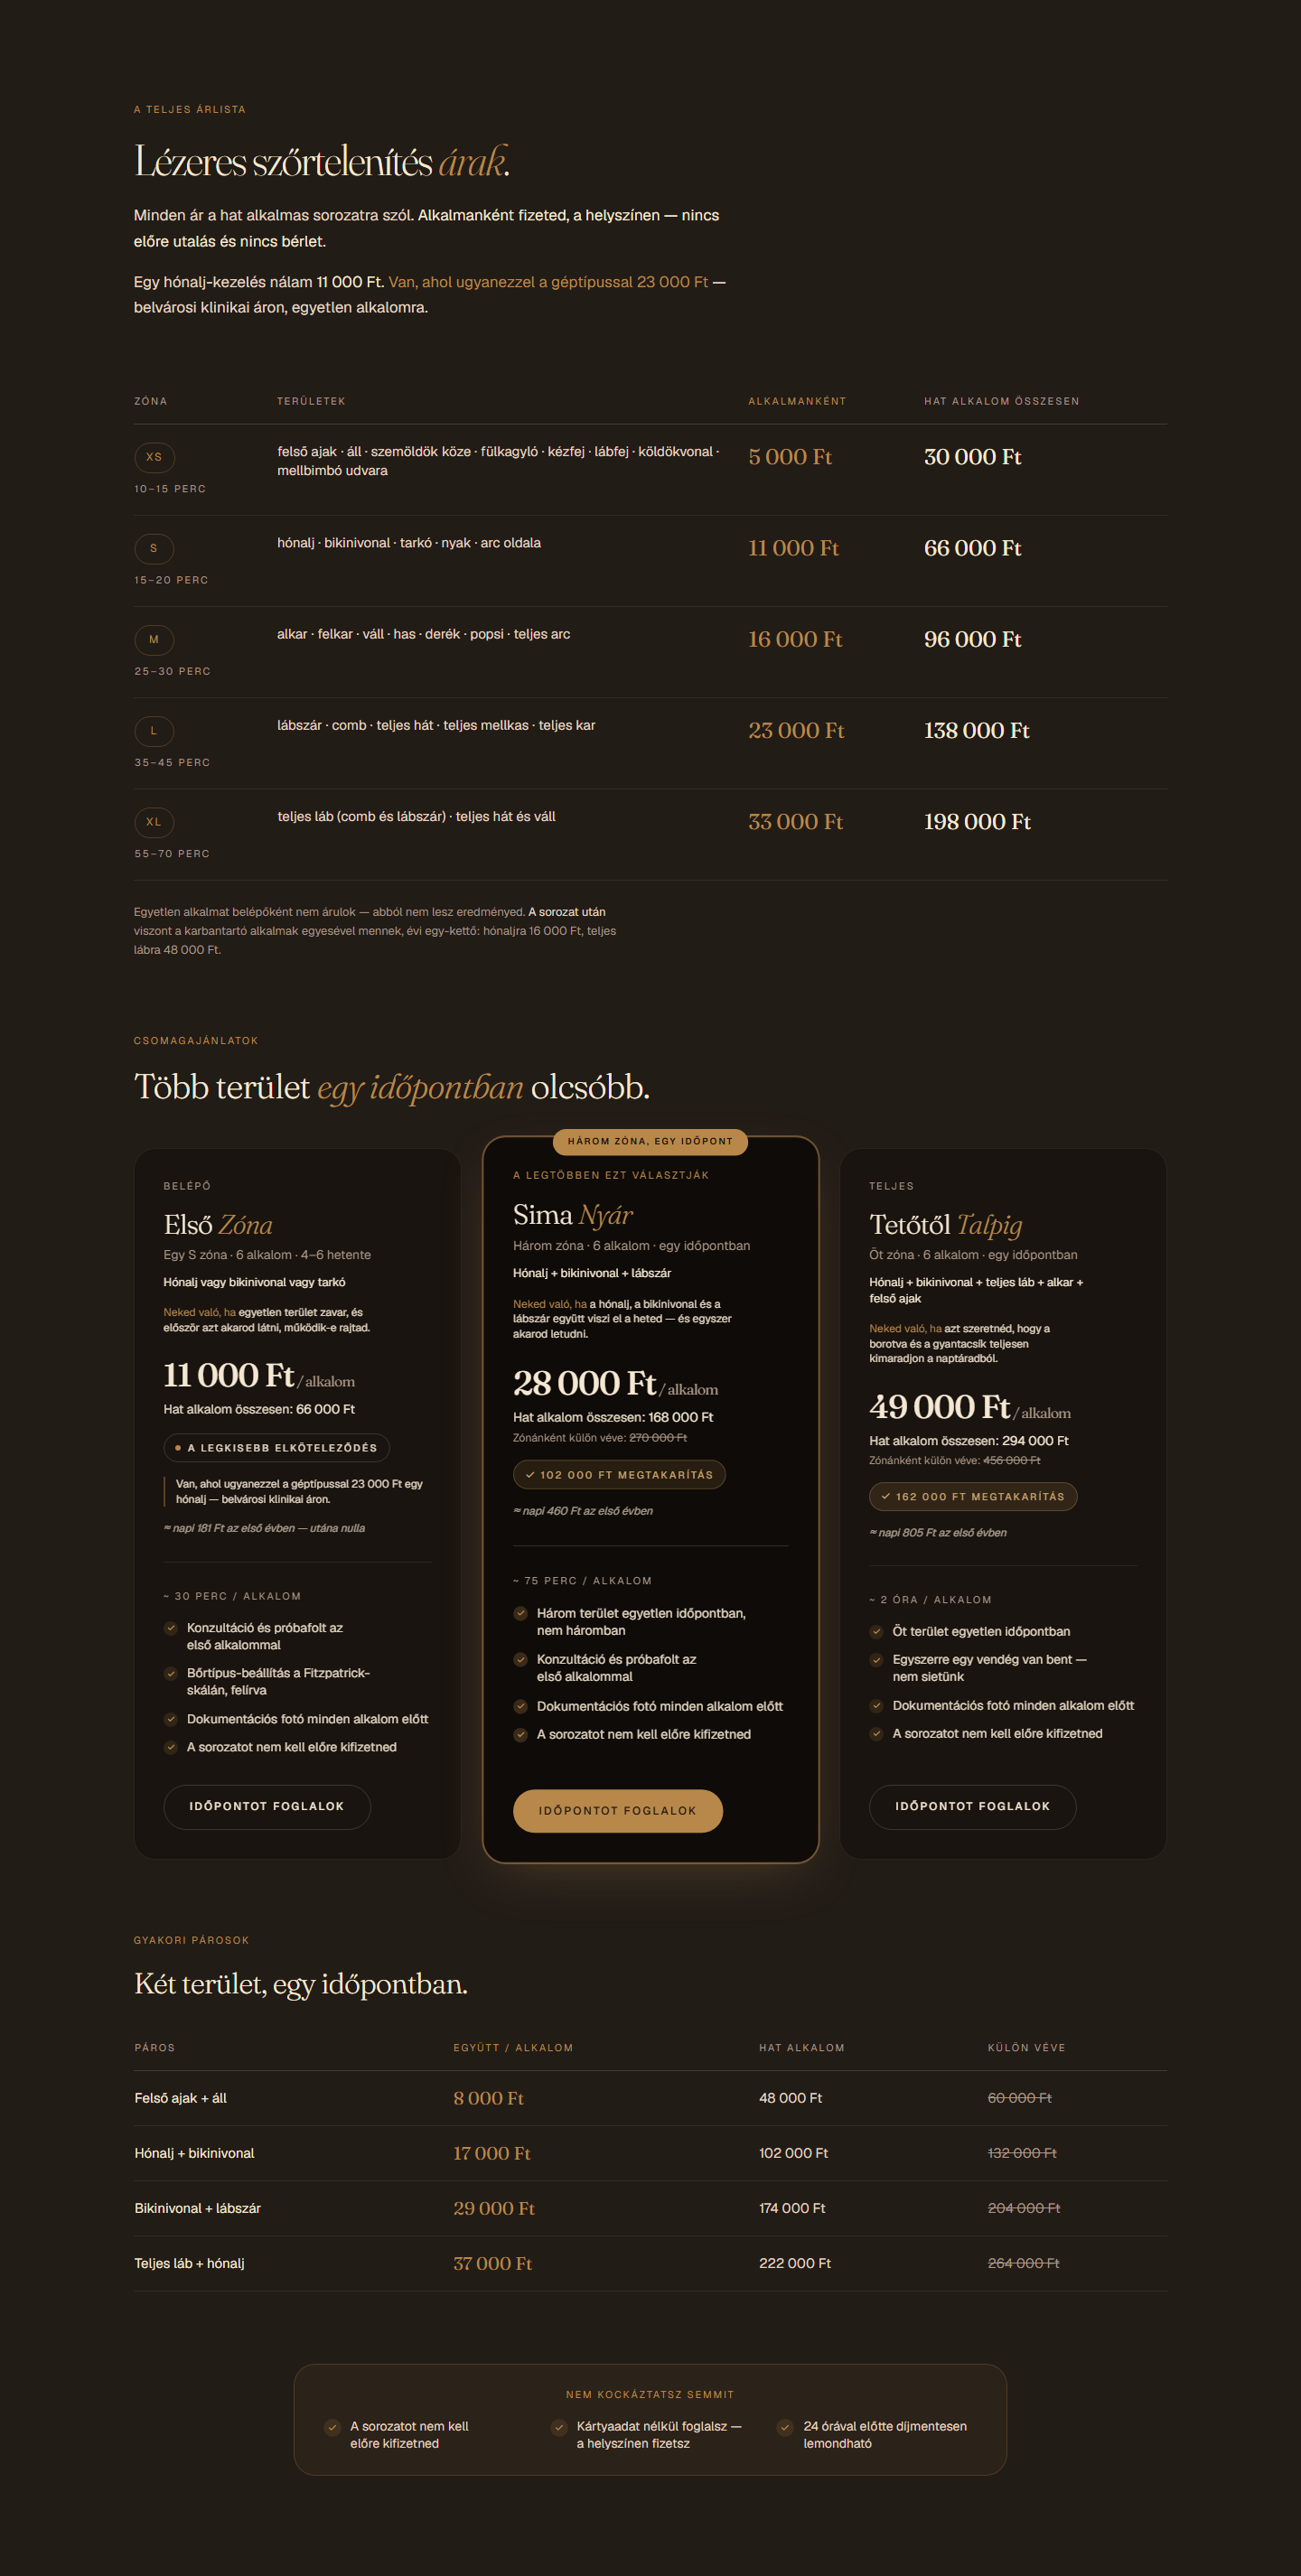 A TELJES ÁRLISTA
Lézeres szőrtelenítés árak.
Minden ár a hat alkalmas sorozatra szól. Alkalmanként fizeted, a helyszínen — nincs
előre utalás és nincs bérlet.
Egy hónalj-kezelés nálam 11 000 Ft. Van, ahol ugyanezzel a géptípussal 23 000 Ft —
belvárosi klinikai áron, egyetlen alkalomra.
ZÓNA TERÜLETEK ALKALMANKÉNT HAT ALKALOM ÖSSZESEN
XS felső ajak · áll · szemöldök köze · fülkagyló · kézfej · lábfej · köldökvonal · 5 000 Ft 30 000 Ft
mellbimbó udvara
10–15 PERC
S hónalj · bikinivonal · tarkó · nyak · arc oldala 11 000 Ft 66 000 Ft
15–20 PERC
M alkar · felkar · váll · has · derék · popsi · teljes arc 16 000 Ft 96 000 Ft
25–30 PERC
L lábszár · comb · teljes hát · teljes mellkas · teljes kar 23 000 Ft 138 000 Ft
35–45 PERC
XL teljes láb (comb és lábszár) · teljes hát és váll 33 000 Ft 198 000 Ft
55–70 PERC
Egyetlen alkalmat belépőként nem árulok — abból nem lesz eredményed. A sorozat után
viszont a karbantartó alkalmak egyesével mennek, évi egy-kettő: hónaljra 16 000 Ft, teljes
lábra 48 000 Ft.
CSOMAGAJÁNLATOK
Több terület egy időpontban olcsóbb.
BELÉPŐ
Első Zóna
Egy S zóna · 6 alkalom · 4–6 hetente
Hónalj vagy bikinivonal vagy tarkó
Neked való, ha egyetlen terület zavar, és
először azt akarod látni, működik-e rajtad.
11 000 Ft / alkalom
Hat alkalom összesen: 66 000 Ft
A LEGKISEBB ELKÖTELEZŐDÉS
Van, ahol ugyanezzel a géptípussal 23 000 Ft egy
hónalj — belvárosi klinikai áron.
≈ napi 181 Ft az első évben — utána nulla
~ 30 PERC / ALKALOM
Konzultáció és próbafolt az
első alkalommal
Bőrtípus-beállítás a Fitzpatrick-
skálán, felírva
Dokumentációs fotó minden alkalom előtt
A sorozatot nem kell előre kifizetned
IDŐPONTOT FOGLALOK
HÁROM ZÓNA, EGY IDŐPONT
A LEGTÖBBEN EZT VÁLASZTJÁK
Sima Nyár
Három zóna · 6 alkalom · egy időpontban
Hónalj + bikinivonal + lábszár
Neked való, ha a hónalj, a bikinivonal és a
lábszár együtt viszi el a heted — és egyszer
akarod letudni.
28 000 Ft / alkalom
Hat alkalom összesen: 168 000 Ft
Zónánként külön véve: 270 000 Ft
102 000 FT MEGTAKARÍTÁS
≈ napi 460 Ft az első évben
~ 75 PERC / ALKALOM
Három terület egyetlen időpontban,
nem háromban
Konzultáció és próbafolt az
első alkalommal
Dokumentációs fotó minden alkalom előtt
A sorozatot nem kell előre kifizetned
IDŐPONTOT FOGLALOK
TELJES
Tetőtől Talpig
Öt zóna · 6 alkalom · egy időpontban
Hónalj + bikinivonal + teljes láb + alkar +
felső ajak
Neked való, ha azt szeretnéd, hogy a
borotva és a gyantacsík teljesen
kimaradjon a naptáradból.
49 000 Ft / alkalom
Hat alkalom összesen: 294 000 Ft
Zónánként külön véve: 456 000 Ft
162 000 FT MEGTAKARÍTÁS
≈ napi 805 Ft az első évben
~ 2 ÓRA / ALKALOM
Öt terület egyetlen időpontban
Egyszerre egy vendég van bent —
nem sietünk
Dokumentációs fotó minden alkalom előtt
A sorozatot nem kell előre kifizetned
IDŐPONTOT FOGLALOK
GYAKORI PÁROSOK
Két terület, egy időpontban.
PÁROS EGYÜTT / ALKALOM HAT ALKALOM KÜLÖN VÉVE
Felső ajak + áll 8 000 Ft 48 000 Ft 60 000 Ft
Hónalj + bikinivonal 17 000 Ft 102 000 Ft 132 000 Ft
Bikinivonal + lábszár 29 000 Ft 174 000 Ft 204 000 Ft
Teljes láb + hónalj 37 000 Ft 222 000 Ft 264 000 Ft
NEM KOCKÁZTATSZ SEMMIT
A sorozatot nem kell
előre kifizetned
Kártyaadat nélkül foglalsz —
a helyszínen fizetsz
24 órával előtte díjmentesen
lemondható